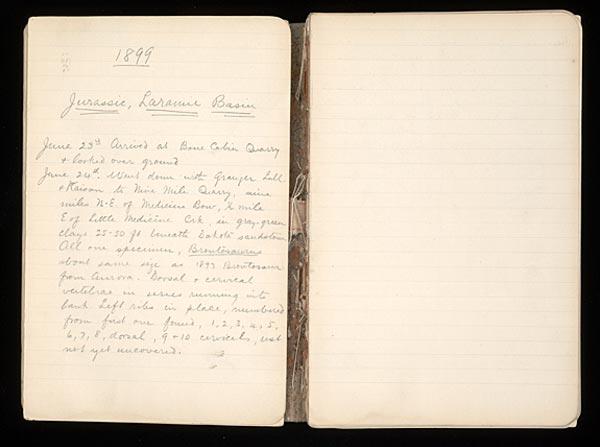 1899
Jurassic, Laramie Basin
June 23rd Arrived at Bone Cabin Quarry
+ looked over ground
June 24th. Went down with Granger Lull
+ Kaison to Nine Mile Quarry, nine
miles N.E. of Medicine Bow, ½ mile
E of Little Medicine Crk. in gray-green
clays 25-50 ft beneath Dakota sandstone
All one specimen, Brontosaurus
about same size as 1897 Brontosaur
from Aurora. Dorsal + cervical
vertebrae in series running into
bank Left ribs in place, numbered
from first one found, 1, 2, 3, 4, 5,
6, 7, 8, dorsal, 9 + 10 cervicals, rest
not yet uncovered.